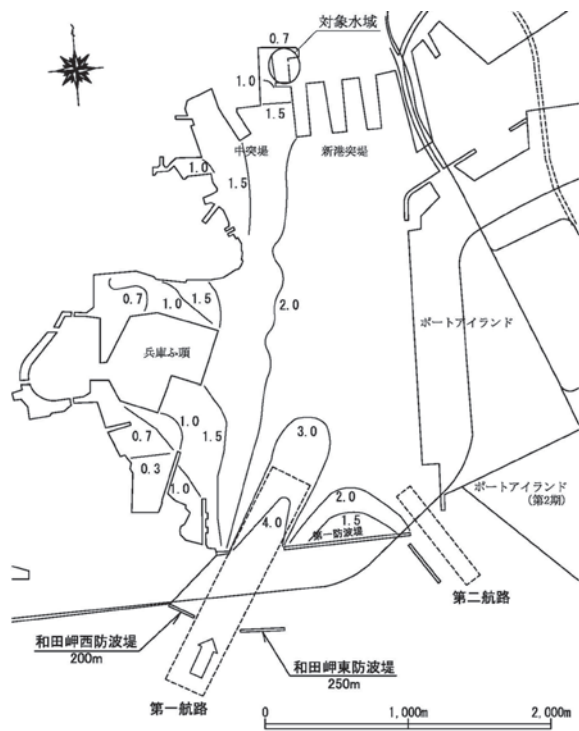 対象水域
0.7
1.0
1.5
中突堤
新港突堤
1.0
1.5
0.7
1.0
1.5
2.0
ポートアイランド
兵庫ふ頭
1.0
0.7
1.5
3.0
0.3
1.0
2.0
4.0
1.5
第一防波堤
ポートアイランド
(第2期)
第二航路
和田岬西防波堤
200m
和田岬東防波堤
250m
第一航路
0
1,000m
2,000m